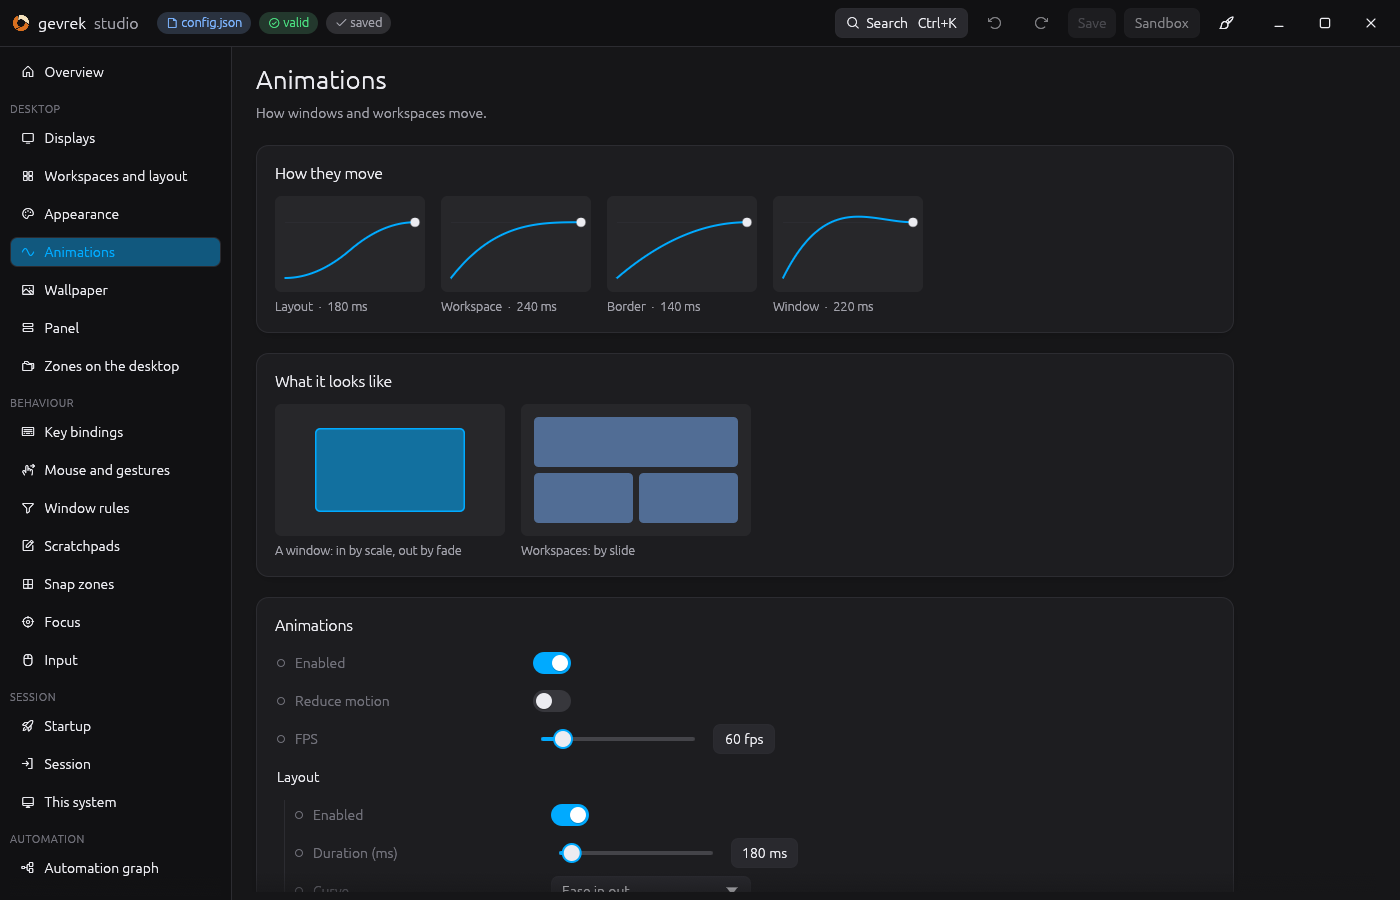 gevrek studio
config.json
valid
saved
Search Ctrl+K
Save
Sandbox
Overview
DESKTOP
Displays
Workspaces and layout
Appearance
Animations
Wallpaper
Panel
Zones on the desktop
BEHAVIOUR
Key bindings
Mouse and gestures
Window rules
Scratchpads
Snap zones
Focus
Input
SESSION
Startup
Session
This system
AUTOMATION
Automation graph
Animations
How windows and workspaces move.
How they move
Layout · 180 ms
Workspace · 240 ms
Border · 140 ms
Window · 220 ms
What it looks like
A window: in by scale, out by fade
Workspaces: by slide
Animations
Enabled
Reduce motion
FPS
60 fps
Layout
Enabled
Duration (ms)
180 ms
Curve
Ease in out